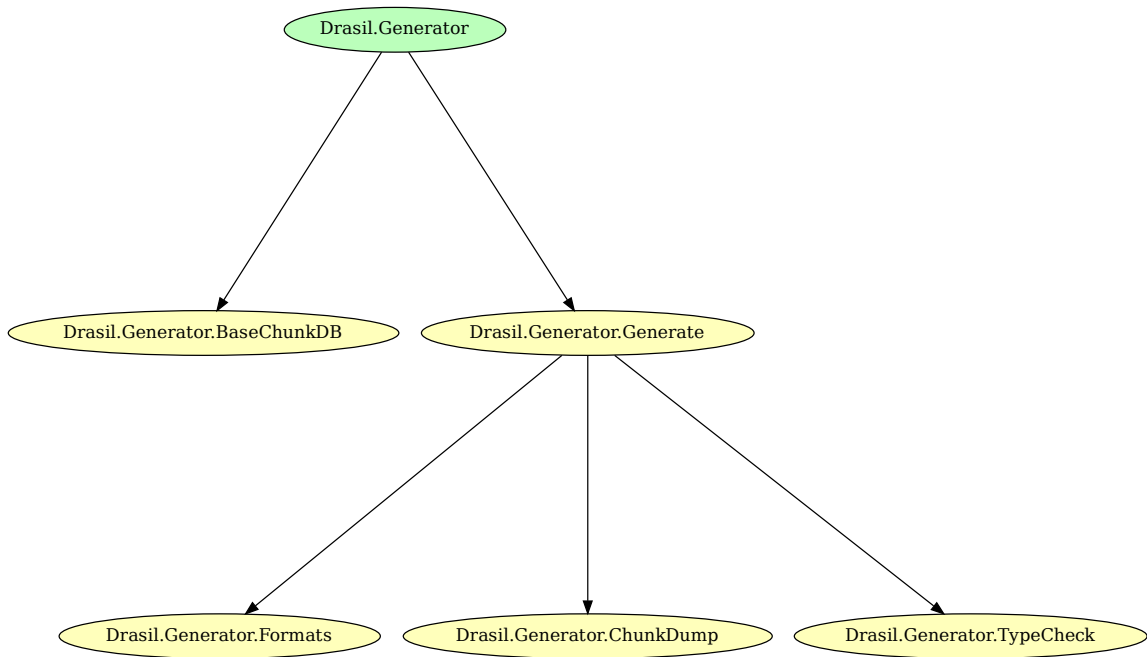 Drasil.Generator
Drasil.Generator.BaseChunkDB
Drasil.Generator.Generate
Drasil.Generator.Formats
Drasil.Generator.ChunkDump
Drasil.Generator.TypeCheck